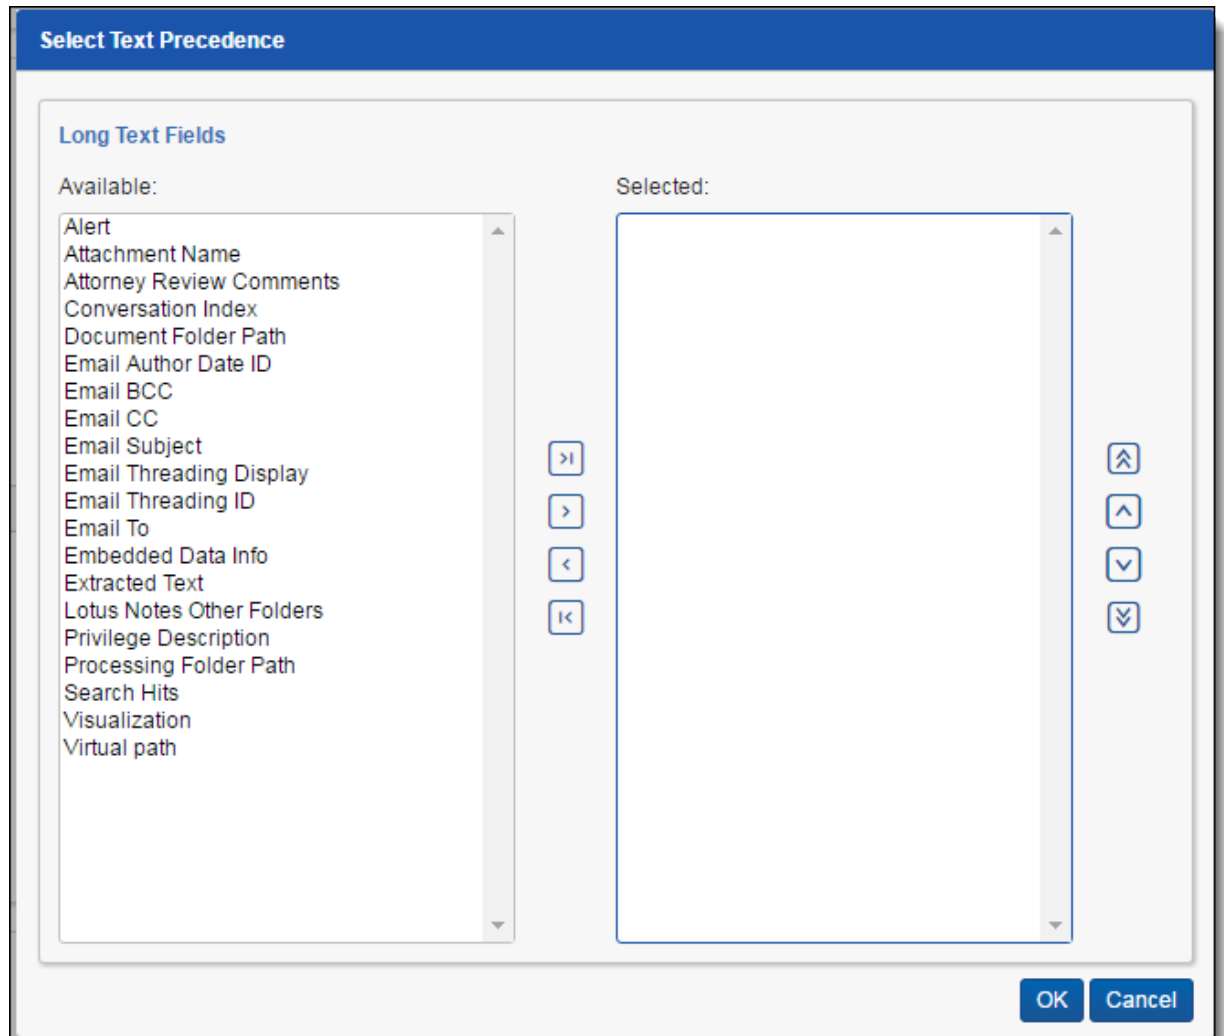 Select Text Precedence
Long Text Fields
Available:
Selected:
Alert
Attachment Name
Attorney Review Comments
Conversation Index
Document Folder Path
Email Author Date ID
Email BCC
Email CC
Email Subject
Email Threading Display
Email Threading ID
Email To
Embedded Data Info
Extracted Text
Lotus Notes Other Folders
Privilege Description
Processing Folder Path
Search Hits
Visualization
Virtual path
OK
Cancel